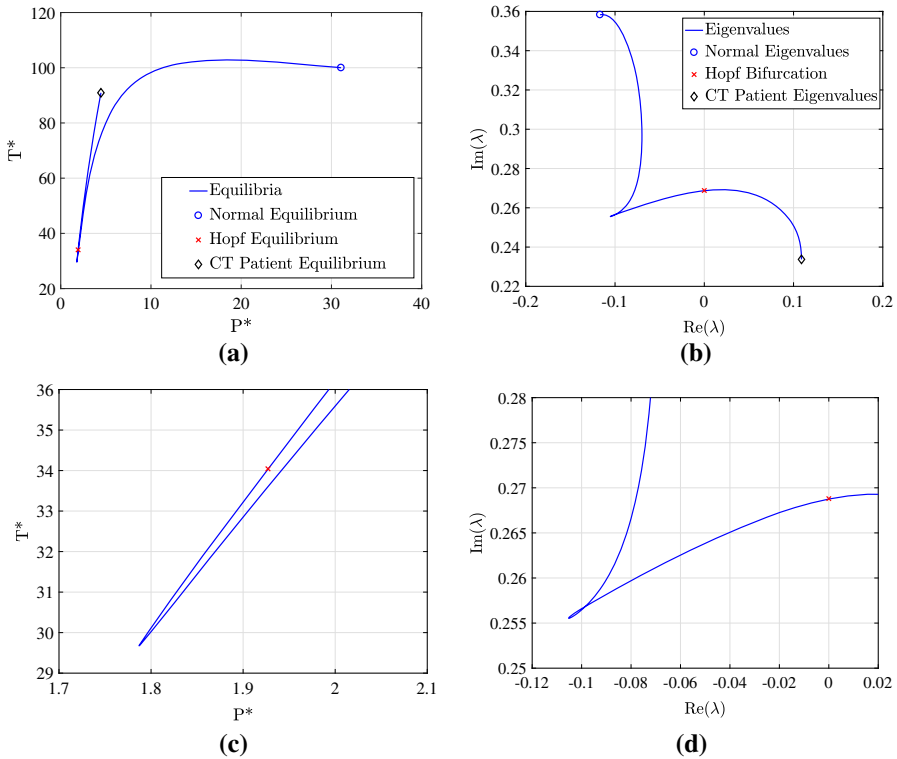 120
100
80
60
40
20
0
10
20
30
40
T*
P*
Equilibria
Normal Equilibrium
Hopf Equilibrium
CT Patient Equilibrium
(a)
0.36
0.34
0.32
0.3
0.28
0.26
0.24
0.22
-0.2
-0.1
0
0.1
0.2
Im(λ)
Re(λ)
Eigenvalues
Normal Eigenvalues
Hopf Bifurcation
CT Patient Eigenvalues
(b)
36
35
34
33
32
31
30
29
1.7
1.8
1.9
2
2.1
T*
P*
(c)
0.28
0.275
0.27
0.265
0.26
0.255
0.25
-0.12
-0.1
-0.08
-0.06
-0.04
-0.02
0
0.02
Im(λ)
Re(λ)
(d)